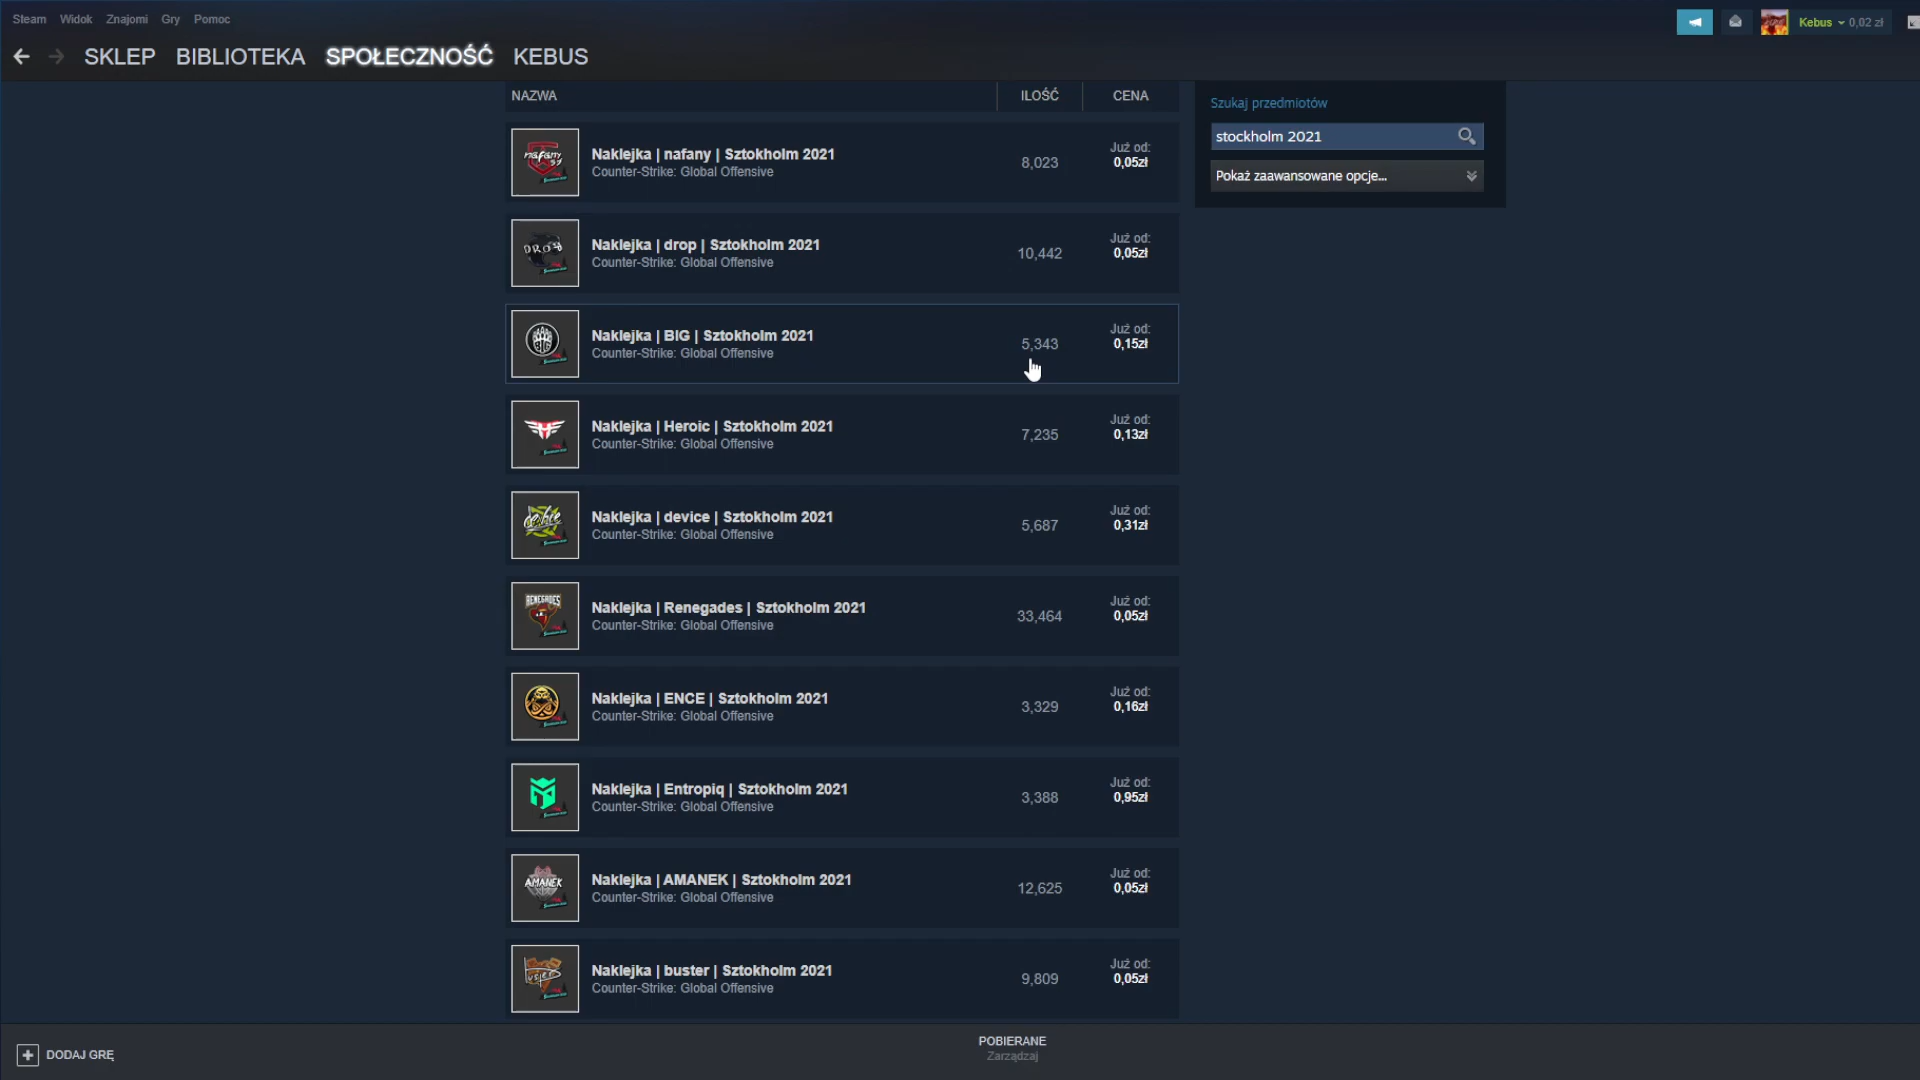 Steam Widok Znajomi Gry Pomoc
Kebus 0,02 zł
SKLEP BIBLIOTEKA SPOŁECZNOŚĆ KEBUS
NAZWA ILOŚĆ CENA
Szukaj przedmiotów
stockholm 2021
Pokaż zaawansowane opcje...
Naklejka | nafany | Sztokholm 2021
Counter-Strike: Global Offensive
8,023
Już od:
0,05zł
DROP
Naklejka | drop | Sztokholm 2021
Counter-Strike: Global Offensive
10,442
Już od:
0,05zł
BIG
Naklejka | BIG | Sztokholm 2021
Counter-Strike: Global Offensive
5,343
Już od:
0,15zł
Naklejka | Heroic | Sztokholm 2021
Counter-Strike: Global Offensive
7,235
Już od:
0,13zł
Naklejka | device | Sztokholm 2021
Counter-Strike: Global Offensive
5,687
Już od:
0,31zł
RENEGADES
Naklejka | Renegades | Sztokholm 2021
Counter-Strike: Global Offensive
33,464
Już od:
0,05zł
Naklejka | ENCE | Sztokholm 2021
Counter-Strike: Global Offensive
3,329
Już od:
0,16zł
Naklejka | Entropiq | Sztokholm 2021
Counter-Strike: Global Offensive
3,388
Już od:
0,95zł
AMANEK
Naklejka | AMANEK | Sztokholm 2021
Counter-Strike: Global Offensive
12,625
Już od:
0,05zł
Naklejka | buster | Sztokholm 2021
Counter-Strike: Global Offensive
9,809
Już od:
0,05zł
DODAJ GRĘ
POBIERANE
Zarządzaj